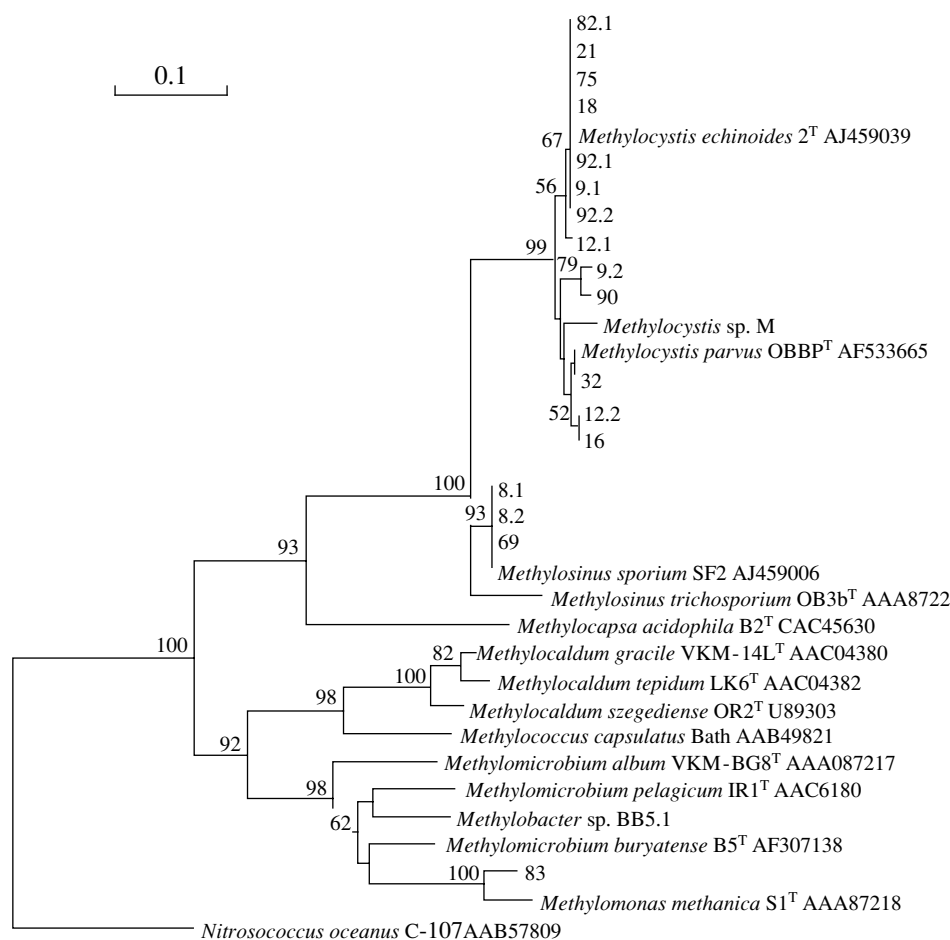 82.1
0.1
21
75
18
67
Methylocystis echinoides 2ᵀ AJ459039
92.1
56
9.1
92.2
99
12.1
79
9.2
90
Methylocystis sp. M
Methylocystis parvus OBBPᵀ AF533665
32
52
12.2
16
100
8.1
93
8.2
69
93
Methylosinus sporium SF2 AJ459006
Methylosinus trichosporium OB3bᵀ AAA8722
Methylocapsa acidophila B2ᵀ CAC45630
100
82
Methylocaldum gracile VKM-14Lᵀ AAC04380
100
Methylocaldum tepidum LK6ᵀ AAC04382
98
Methylocaldum szegediense OR2ᵀ U89303
Methylococcus capsulatus Bath AAB49821
92
Methylomicrobium album VKM-BG8ᵀ AAA087217
98
Methylomicrobium pelagicum IR1ᵀ AAC6180
62
Methylobacter sp. BB5.1
Methylomicrobium buryatense B5ᵀ AF307138
100
83
Methylomonas methanica S1ᵀ AAA87218
Nitrosococcus oceanus C-107AAB57809